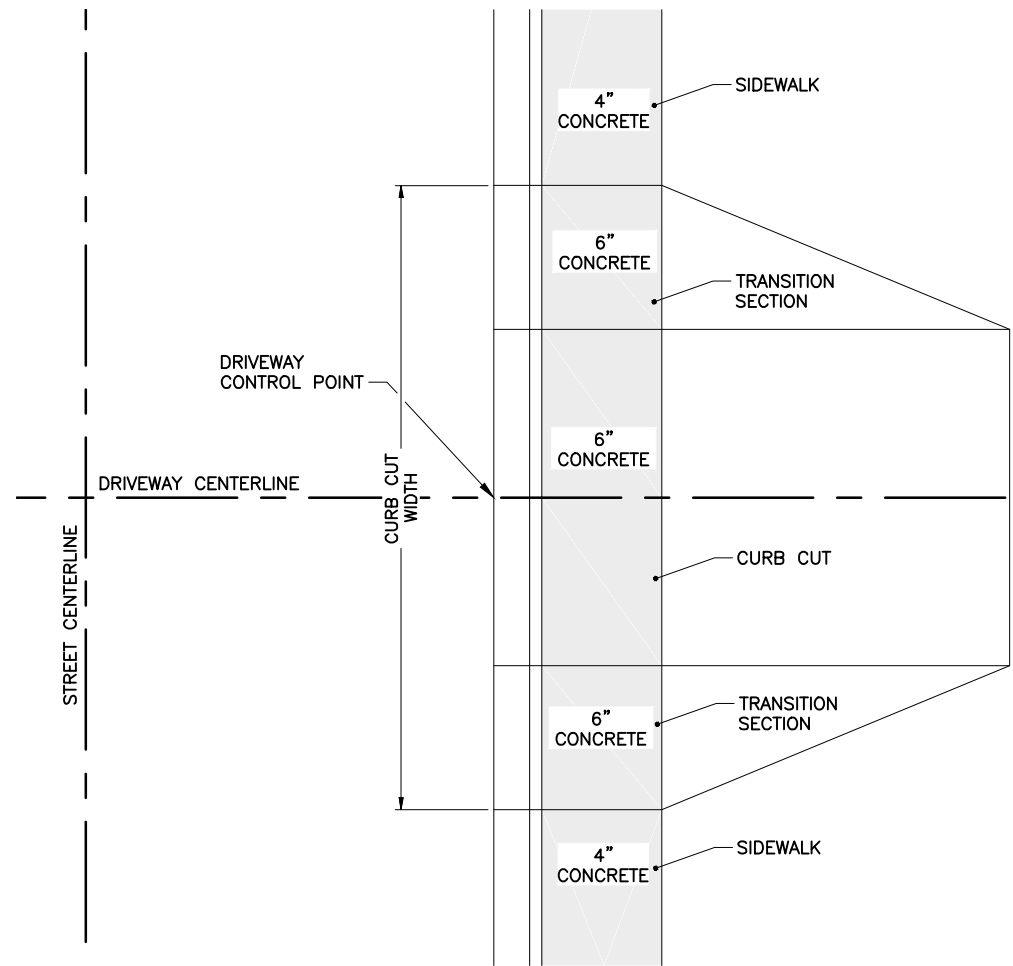 SIDEWALK
4”
CONCRETE
6”
CONCRETE
TRANSITION
SECTION
DRIVEWAY
CONTROL POINT
6”
CONCRETE
DRIVEWAY CENTERLINE
CURB CUT
WIDTH
STREET CENTERLINE
CURB CUT
6”
CONCRETE
TRANSITION
SECTION
4”
CONCRETE
SIDEWALK